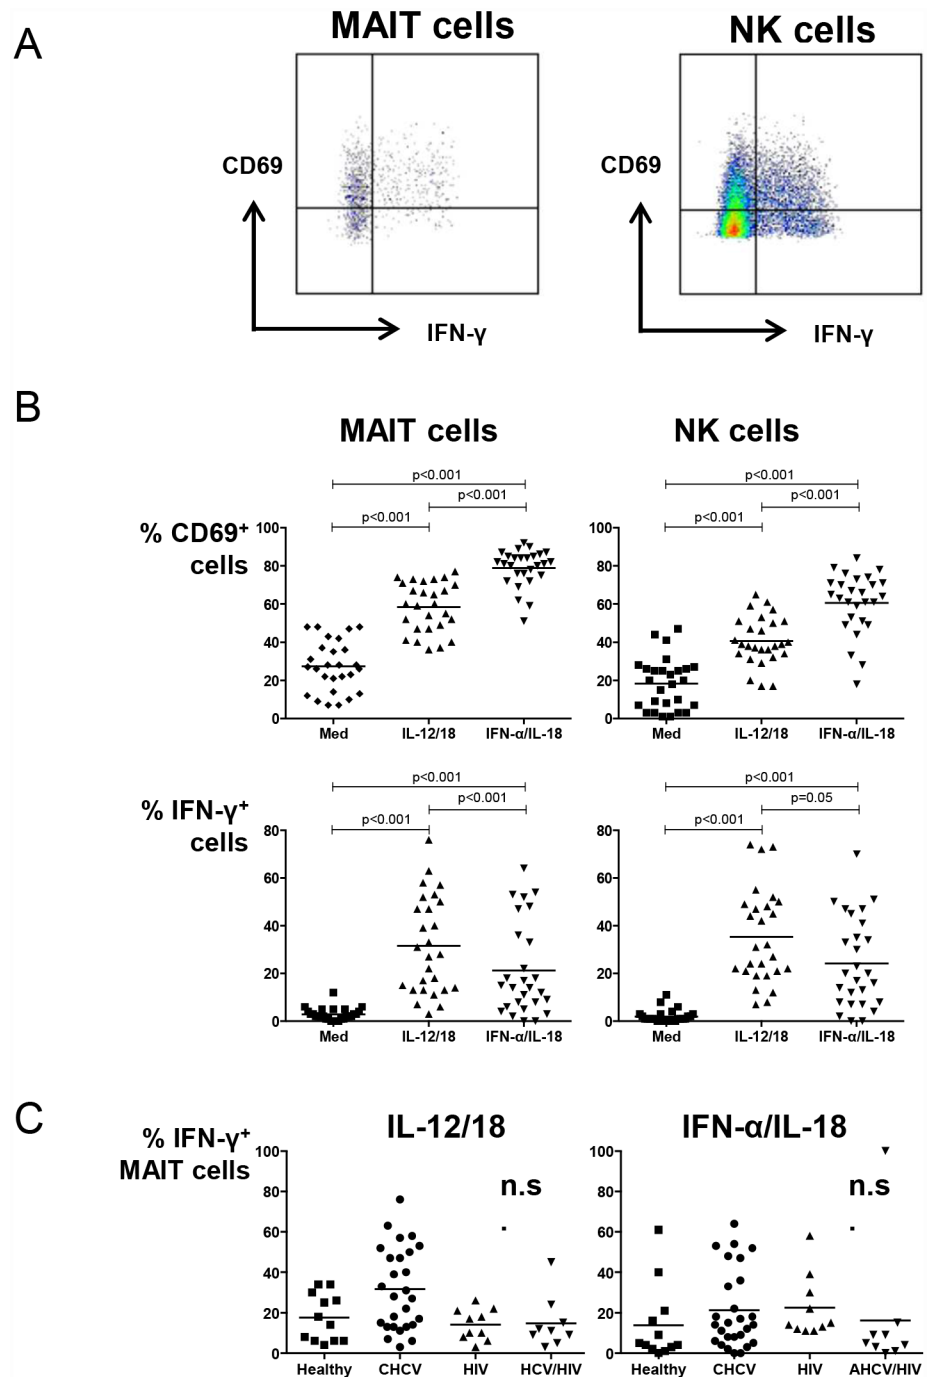 A
MAIT cells
NK cells
CD69
CD69
IFN-γ
IFN-γ
B
MAIT cells
NK cells
p<0.001
p<0.001
p<0.001
p<0.001
p<0.001
p<0.001
% CD69+
cells
100
80
60
40
20
0
100
80
60
40
20
0
Med
IL-12/18
IFN-α/IL-18
Med
IL-12/18
IFN-α/IL-18
p<0.001
p<0.001
p<0.001
p<0.001
p=0.05
p<0.001
% IFN-γ+
cells
80
60
40
20
0
80
60
40
20
0
Med
IL-12/18
IFN-α/IL-18
Med
IL-12/18
IFN-α/IL-18
C
IL-12/18
IFN-α/IL-18
% IFN-γ+
MAIT cells
100
80
60
40
20
0
n.s
100
80
60
40
20
0
n.s
Healthy
CHCV
HIV
HCV/HIV
Healthy
CHCV
HIV
AHCV/HIV